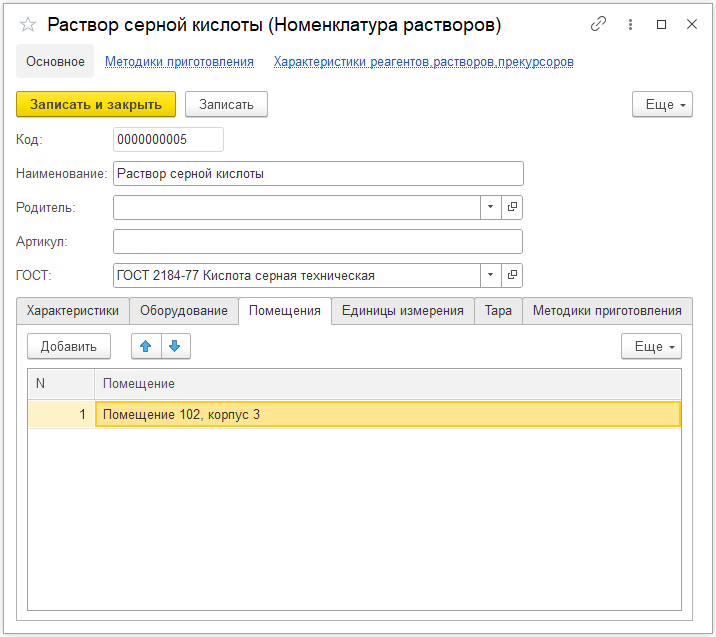 Раствор серной кислоты (Номенклатура растворов)
Основное Методики приготовления Характеристики реагентов,растворов,прекурсоров
Записать и закрыть Записать Еще
Код: 0000000005
Наименование: Раствор серной кислоты
Родитель:
Артикул:
ГОСТ: ГОСТ 2184-77 Кислота серная техническая
Характеристики Оборудование Помещения Единицы измерения Тара Методики приготовления
Добавить Еще
N Помещение
1 Помещение 102, корпус 3